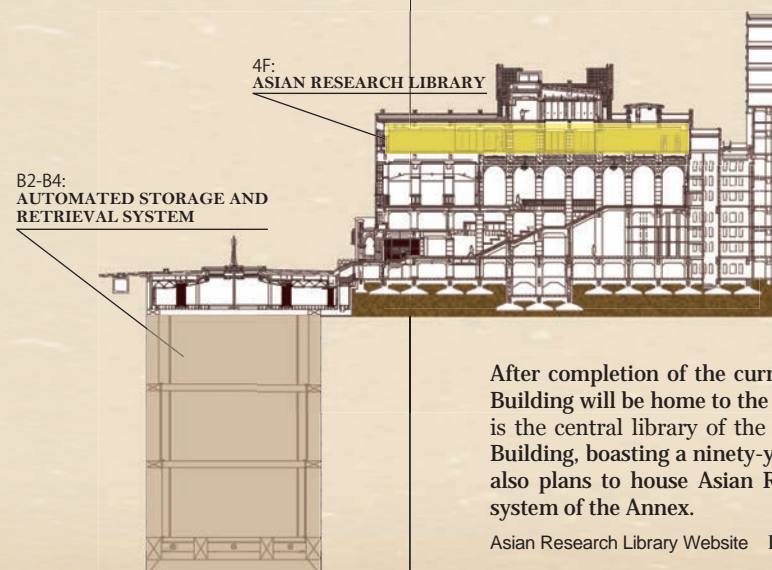 4F:
ASIAN RESEARCH LIBRARY
B2-B4:
AUTOMATED STORAGE AND
RETRIEVAL SYSTEM
After completion of the
Building will be home to the
is the central library of the
Building, boasting a
also plans to house Asian
system of the Annex.
Asian Research Library Website